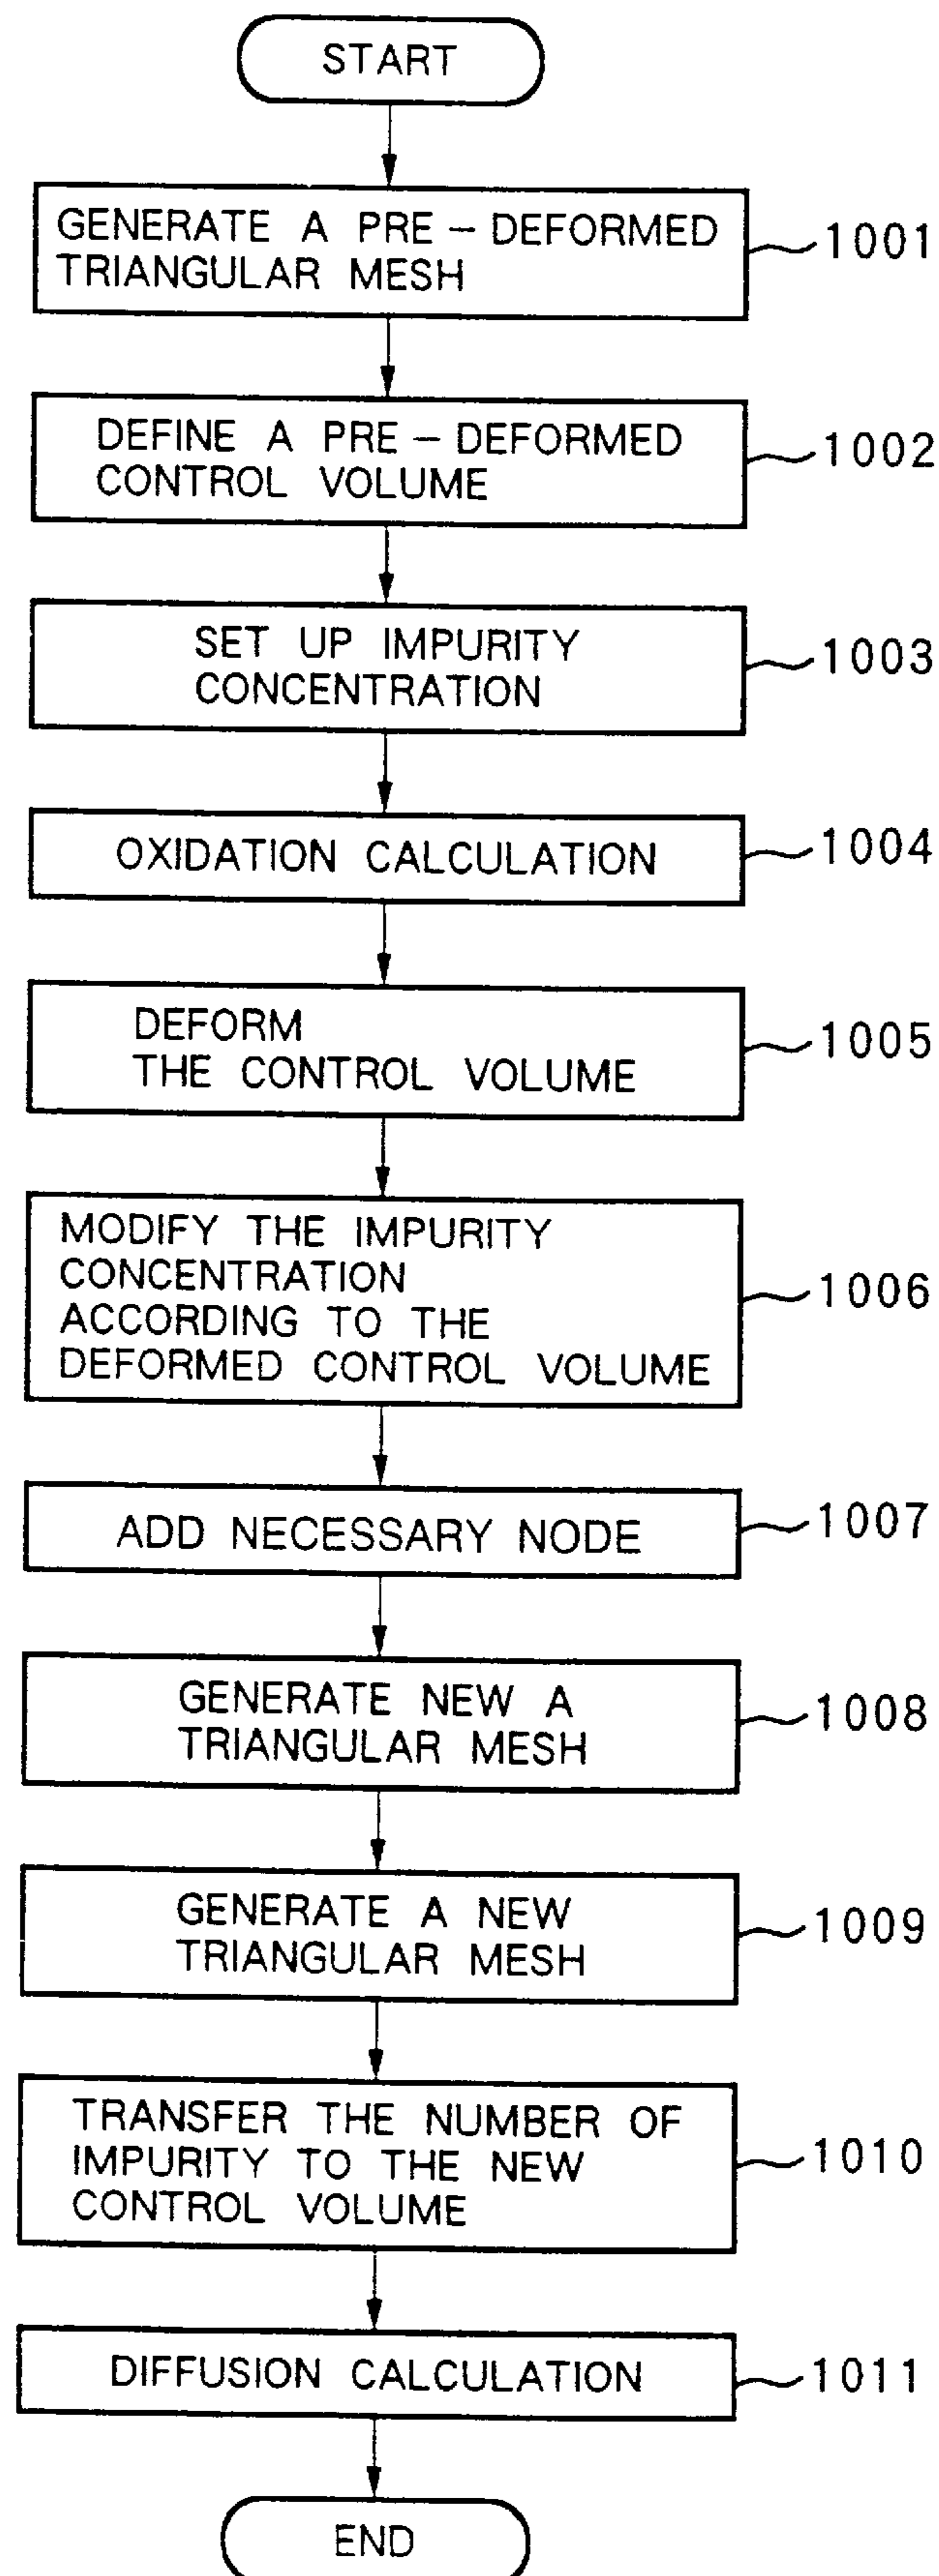 START
GENERATE A PRE-DEFORMED
TRIANGULAR MESH
1001
DEFINE A PRE-DEFORMED
CONTROL VOLUME
1002
SET UP IMPURITY
CONCENTRATION
1003
OXIDATION CALCULATION
1004
DEFORM
THE CONTROL VOLUME
1005
MODIFY THE IMPURITY
CONCENTRATION
ACCORDING TO THE
DEFORMED CONTROL VOLUME
1006
ADD NECESSARY NODE
1007
GENERATE NEW A
TRIANGULAR MESH
1008
GENERATE A NEW
TRIANGULAR MESH
1009
TRANSFER THE NUMBER OF
IMPURITY TO THE NEW
CONTROL VOLUME
1010
DIFFUSION CALCULATION
1011
END